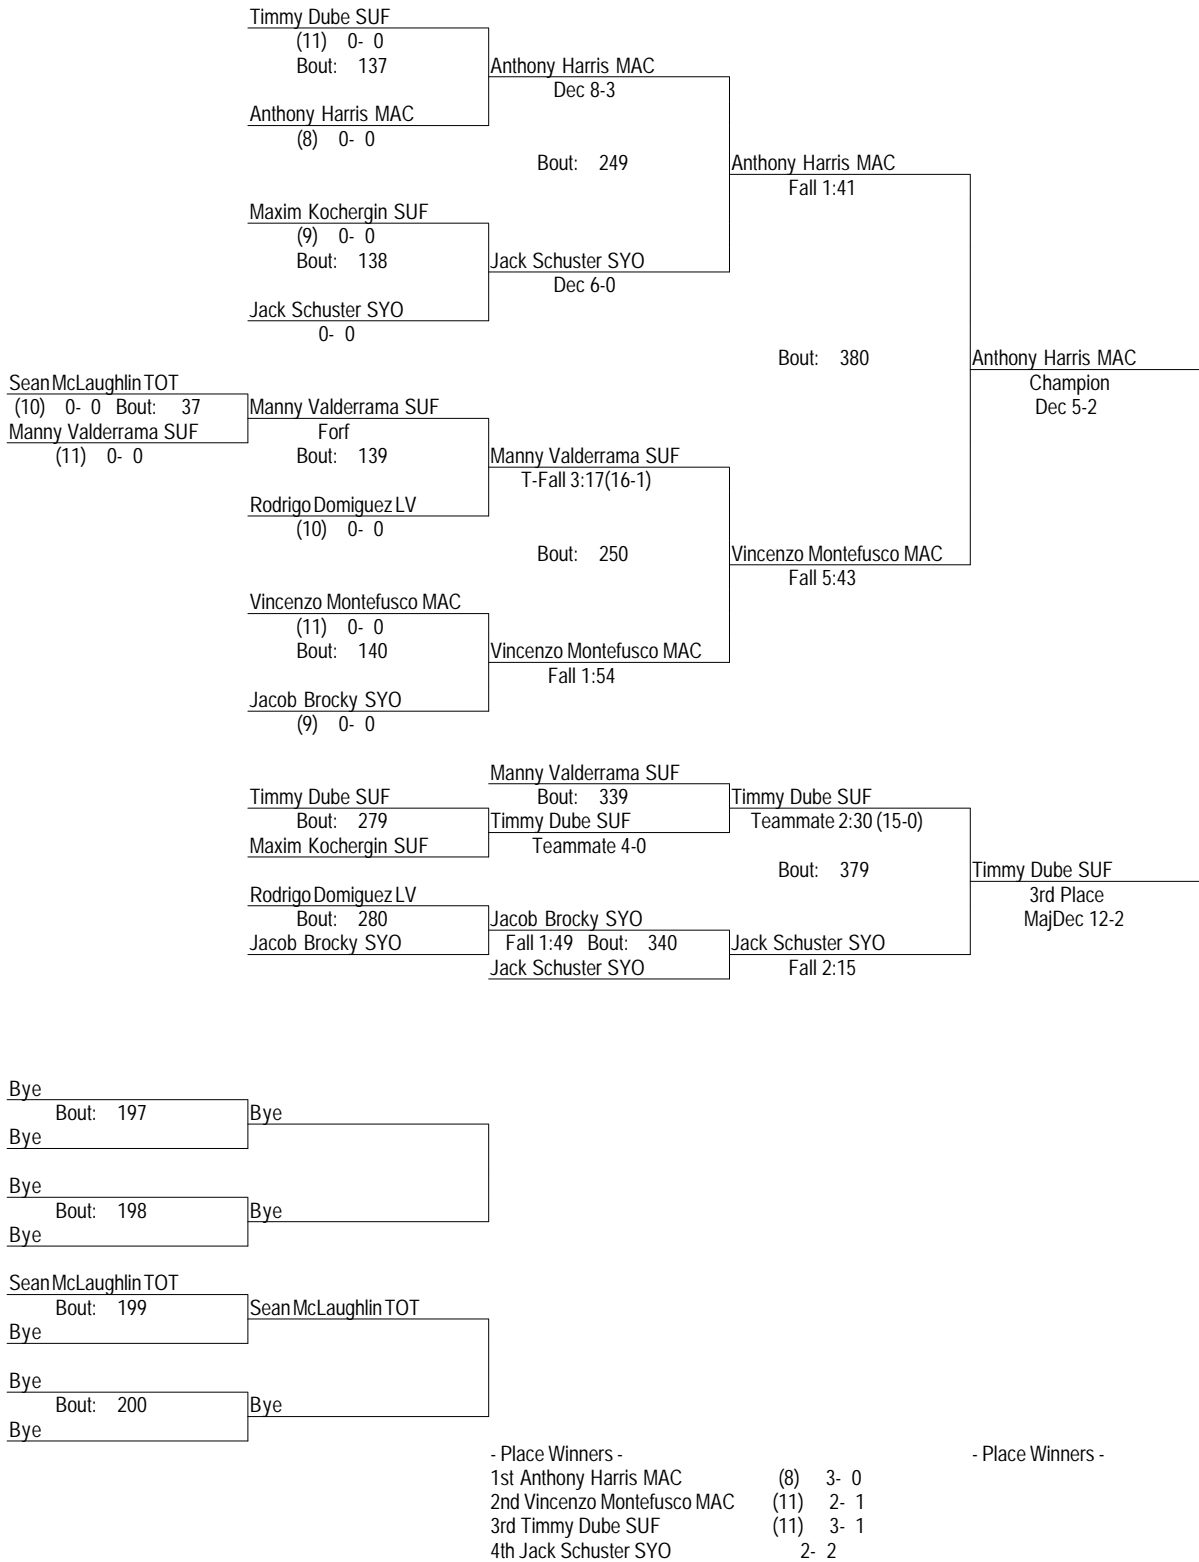 Timmy Dube SUF
(11) 0- 0
Bout: 137
Anthony Harris MAC
Dec 8-3
Anthony Harris MAC
(8) 0- 0
Bout: 249
Anthony Harris MAC
Fall 1:41
Maxim Kochergin SUF
(9) 0- 0
Bout: 138
Jack Schuster SYO
Dec 6-0
Jack Schuster SYO
0- 0
Bout: 380
Anthony Harris MAC
Champion
Dec 5-2
Sean McLaughlin TOT
(10) 0- 0 Bout: 37
Manny Valderrama SUF
(11) 0- 0
Manny Valderrama SUF
Forf
Bout: 139
Manny Valderrama SUF
T-Fall 3:17(16-1)
Rodrigo Domiguez LV
(10) 0- 0
Bout: 250
Vincenzo Montefusco MAC
Fall 5:43
Vincenzo Montefusco MAC
(11) 0- 0
Bout: 140
Vincenzo Montefusco MAC
Fall 1:54
Jacob Brocky SYO
(9) 0- 0
Manny Valderrama SUF
Bout: 339
Timmy Dube SUF
Bout: 279
Maxim Kochergin SUF
Timmy Dube SUF
Teammate 4-0
Timmy Dube SUF
Teammate 2:30 (15-0)
Bout: 379
Timmy Dube SUF
3rd Place
MajDec 12-2
Rodrigo Domiguez LV
Bout: 280
Jacob Brocky SYO
Jacob Brocky SYO
Fall 1:49 Bout: 340
Jack Schuster SYO
Jack Schuster SYO
Fall 2:15
Bye
Bout: 197
Bye
Bye
Bye
Bout: 198
Bye
Bye
Sean McLaughlin TOT
Bout: 199
Sean McLaughlin TOT
Bye
Bye
Bout: 200
Bye
Bye
- Place Winners -
- Place Winners -
1st Anthony Harris MAC (8) 3- 0
2nd Vincenzo Montefusco MAC (11) 2- 1
3rd Timmy Dube SUF (11) 3- 1
4th Jack Schuster SYO 2- 2